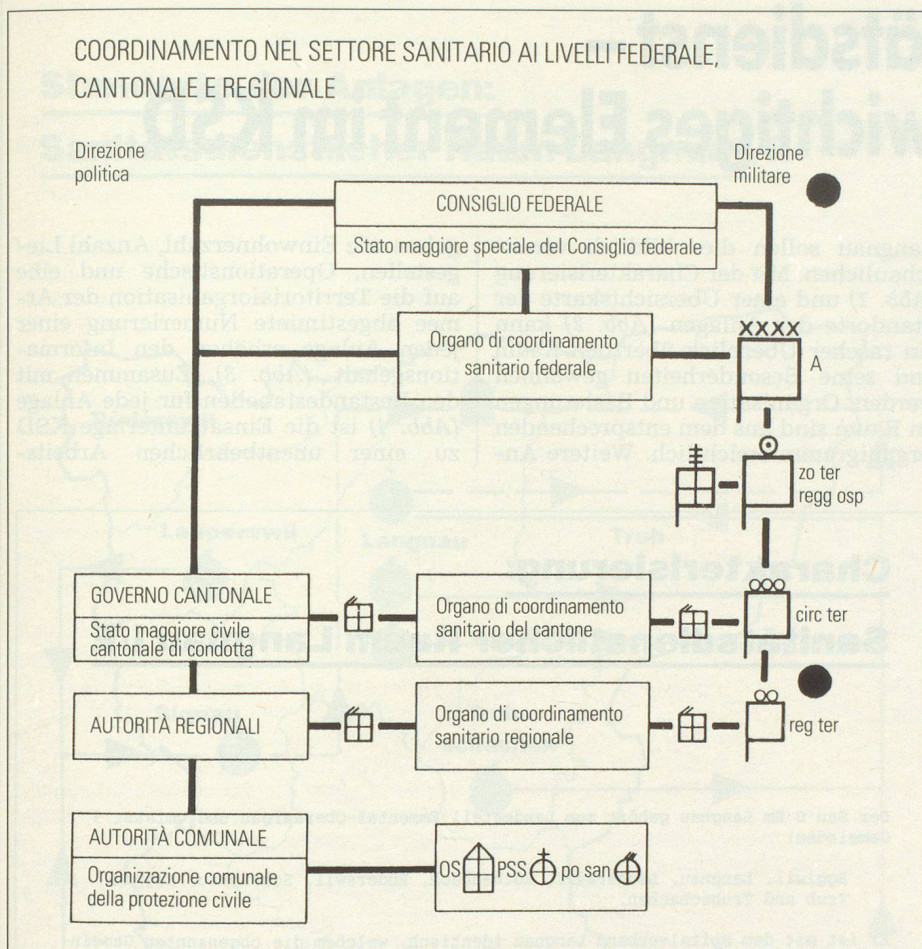 COORDINAMENTO NEL SETTORE SANITARIO AI LIVELLI FEDERALE,
CANTONALE E REGIONALE
Direzione
politica
Direzione
militare
CONSIGLIO FEDERALE
Stato maggiore speciale del Consiglio federale
Organo di coordinamento
sanitario federale
XXXX
A
zo ter
regg osp
GOVERNO CANTONALE
Stato maggiore civile
cantonale di condotta
Organo di coordinamento
sanitario del cantone
circ ter
AUTORITÀ REGIONALI
Organo di coordinamento
sanitario regionale
reg ter
AUTORITÀ COMUNALE
Organizzazione comunale
della protezione civile
OS PSS po san